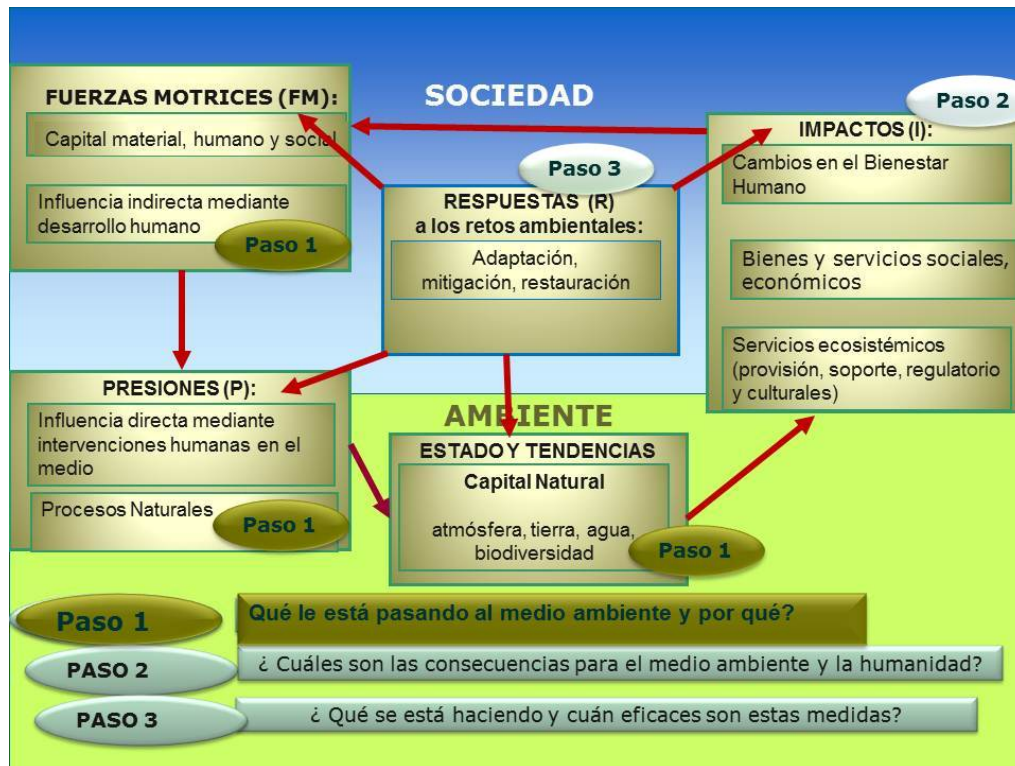 SOCIEDAD
FUERZAS MOTRICES (FM):
Capital material, humano y social
Influencia indirecta mediante
desarrollo humano
Paso 1
Paso 3
RESPUESTAS (R)
a los retos ambientales:
Adaptación,
mitigación, restauración
Paso 2
IMPACTOS (I):
Cambios en el Bienestar
Humano
Bienes y servicios sociales,
económicos
Servicios ecosistémicos
(provisión, soporte, regulatorio
y culturales)
PRESIONES (P):
Influencia directa mediante
intervenciones humanas en el
medio
Procesos Naturales
Paso 1
AMBIENTE
ESTADO Y TENDENCIAS
Capital Natural
atmósfera, tierra, agua,
biodiversidad
Paso 1
Paso 1
Qué le está pasando al medio ambiente y por qué?
PASO 2
¿ Cuáles son las consecuencias para el medio ambiente y la humanidad?
PASO 3
¿ Qué se está haciendo y cuán eficaces son estas medidas?